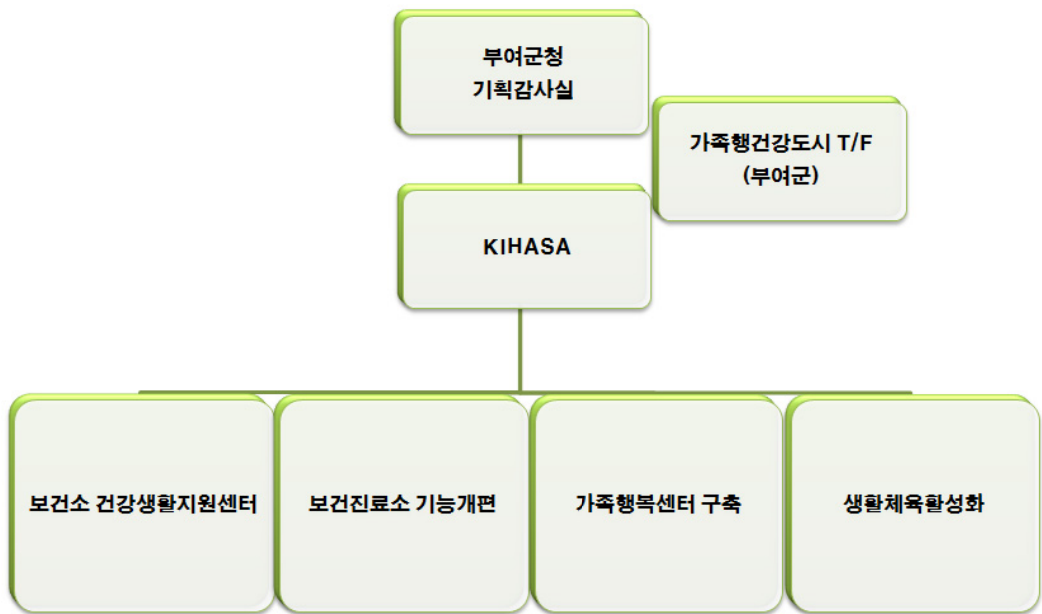 부여군청
기획감사실
가족행건강도시 T/F
(부여군)
KIHASA
보건소 건강생활지원센터
보건진료소 기능개편
가족행복센터 구축
생활체육활성화